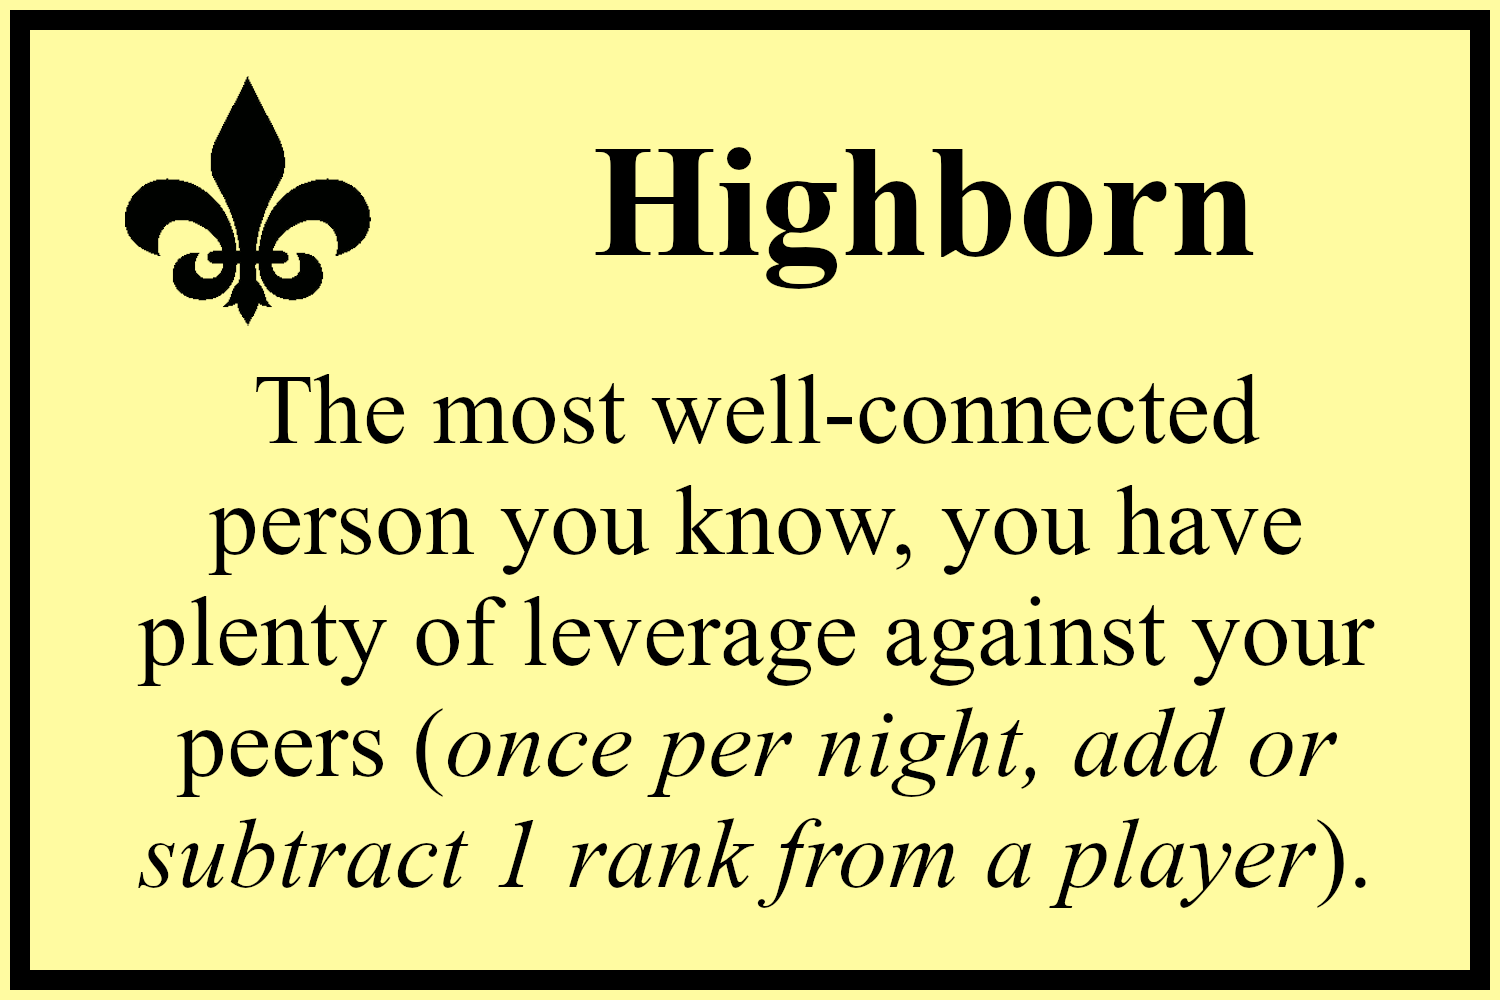 Highborn
The most well-connected
person you know, you have
plenty of leverage against your
peers (once per night, add or
subtract 1 rank from a player).